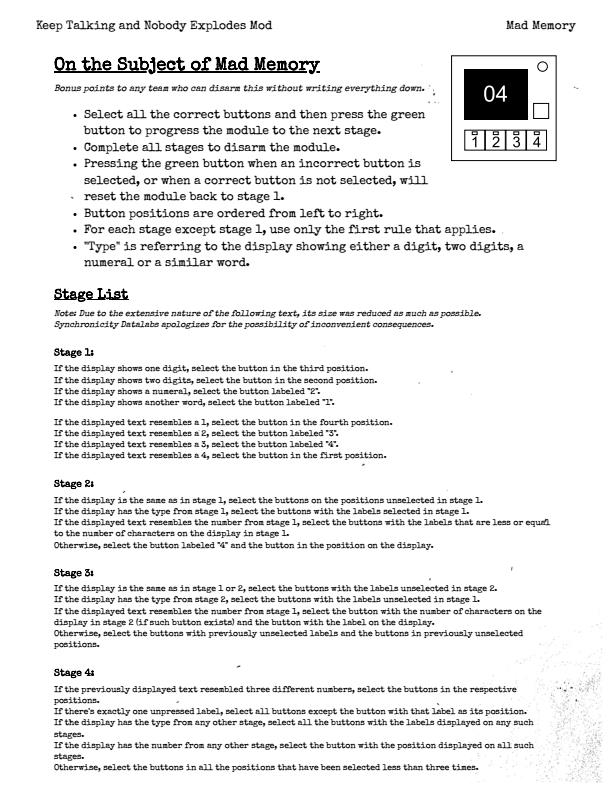 Keep Talking and Nobody Explodes Mod
Mad Memory
On the Subject of Mad Memory
Bonus points to any team who can disarm this without writing everything down.
04
1 2 3 4
• Select all the correct buttons and then press the green
button to progress the module to the next stage.
• Complete all stages to disarm the module.
• Pressing the green button when an incorrect button is
selected, or when a correct button is not selected, will
reset the module back to stage 1.
• Button positions are ordered from left to right.
• For each stage except stage 1, use only the first rule that applies.
• "Type" is referring to the display showing either a digit, two digits, a
numeral or a similar word.
Stage List
Note: Due to the extensive nature of the following text, its size was reduced as much as possible.
Synchronicity Datalabs apologizes for the possibility of inconvenient consequences.
Stage 1:
If the display shows one digit, select the button in the third position.
If the display shows two digits, select the button in the second position.
If the display shows a numeral, select the button labeled "2".
If the display shows another word, select the button labeled "1".
If the displayed text resembles a 1, select the button in the fourth position.
If the displayed text resembles a 2, select the button labeled "3".
If the displayed text resembles a 3, select the button labeled "4".
If the displayed text resembles a 4, select the button in the first position.
Stage 2:
If the display is the same as in stage 1, select the buttons on the positions unselected in stage 1.
If the display has the type from stage 1, select the buttons with the labels selected in stage 1.
If the displayed text resembles the number from stage 1, select the buttons with the labels that are less or equal
to the number of characters on the display in stage 1.
Otherwise, select the button labeled "4" and the button in the position on the display.
Stage 3:
If the display is the same as in stage 1 or 2, select the buttons with the labels unselected in stage 2.
If the display has the type from stage 2, select the buttons with the labels unselected in stage 1.
If the displayed text resembles the number from stage 1, select the button with the number of characters on the
display in stage 2 (if such button exists) and the button with the label on the display.
Otherwise, select the buttons with previously unselected labels and the buttons in previously unselected
positions.
Stage 4:
If the previously displayed text resembled three different numbers, select the buttons in the respective
positions.
If there's exactly one unpressed label, select all buttons except the button with that label as its position.
If the display has the type from any other stage, select all the buttons with the labels displayed on any such
stages.
If the display has the number from any other stage, select the button with the position displayed on all such
stages.
Otherwise, select the buttons in all the positions that have been selected less than three times.